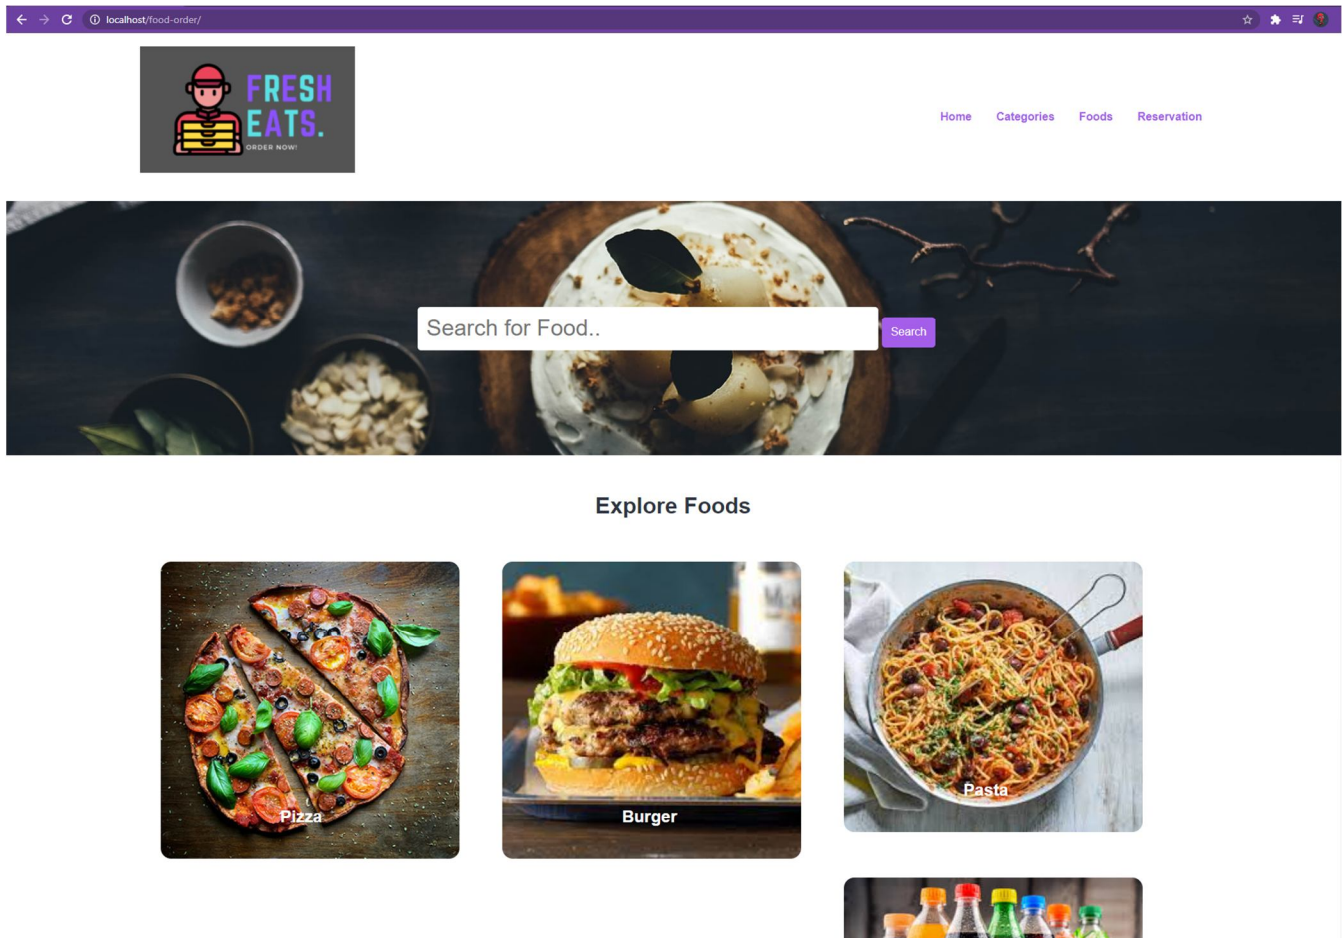 localhost/food-order/
FRESH
EATS.
ORDER NOW!
Home Categories Foods Reservation
Search for Food..
Search
Explore Foods
Pizza
Burger
Pasta